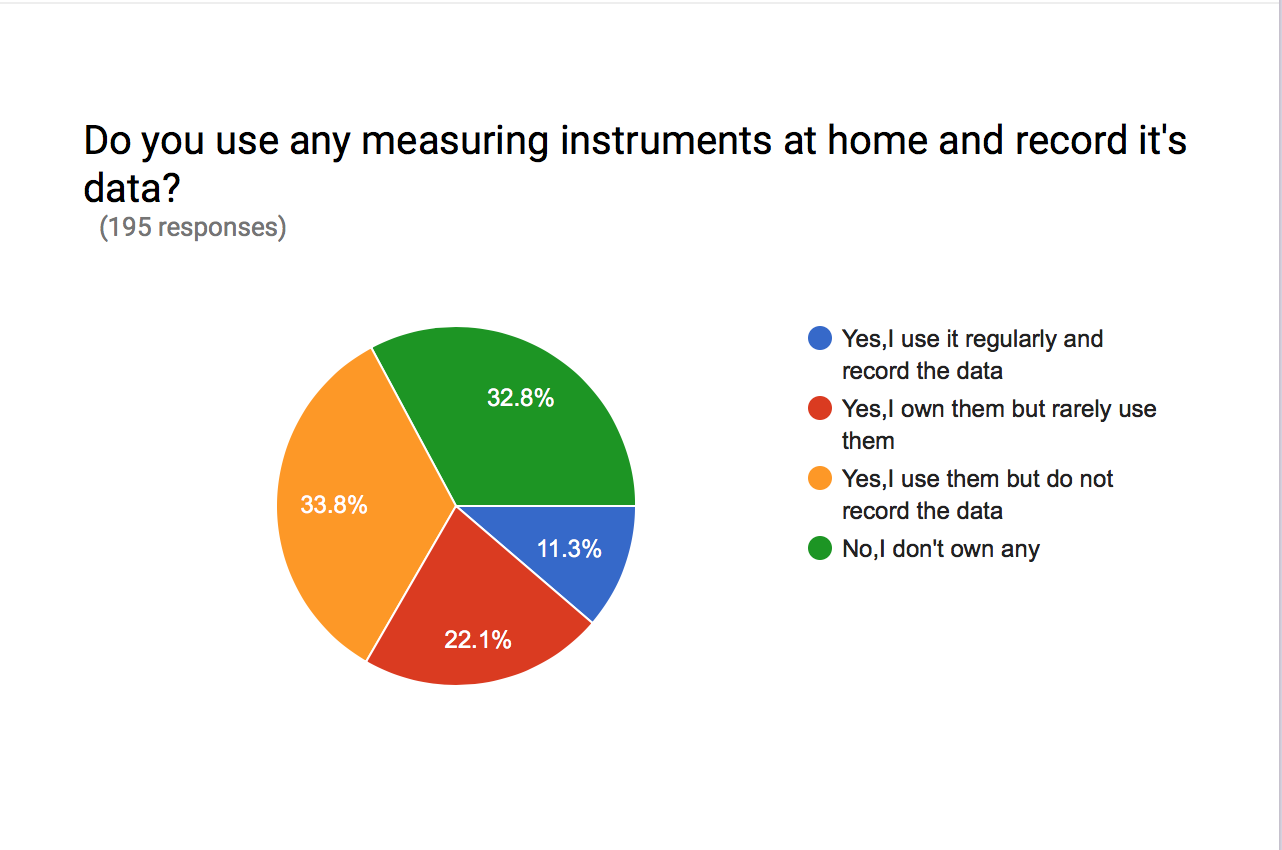 Do you use any measuring instruments at home and record it's
data?
(195 responses)
32.8%
33.8%
11.3%
22.1%
Yes,I use it regularly and
record the data
Yes,I own them but rarely use
them
Yes,I use them but do not
record the data
No,I don't own any